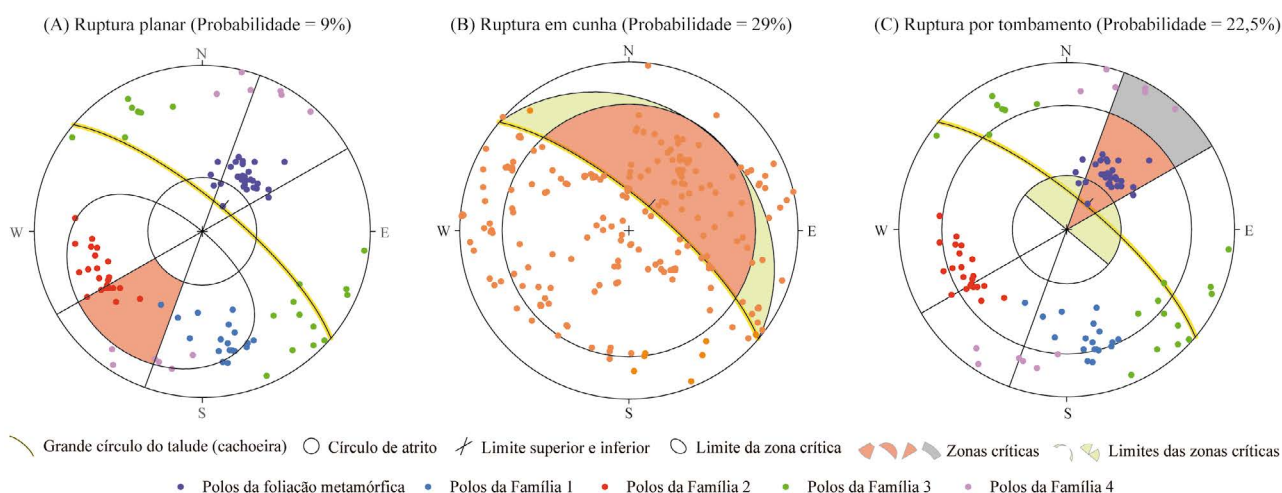 (A) Ruptura planar (Probabilidade = 9%)
(B) Ruptura em cunha (Probabilidade = 29%)
(C) Ruptura por tombamento (Probabilidade = 22,5%)
N
N
N
W
E
W
E
W
E
S
S
S
Grande círculo do talude (cachoeira)
Círculo de atrito
Limite superior e inferior
Limite da zona crítica
Zonas críticas
Limites das zonas críticas
Polos da foliação metamórfica
Polos da Família 1
Polos da Família 2
Polos da Família 3
Polos da Família 4